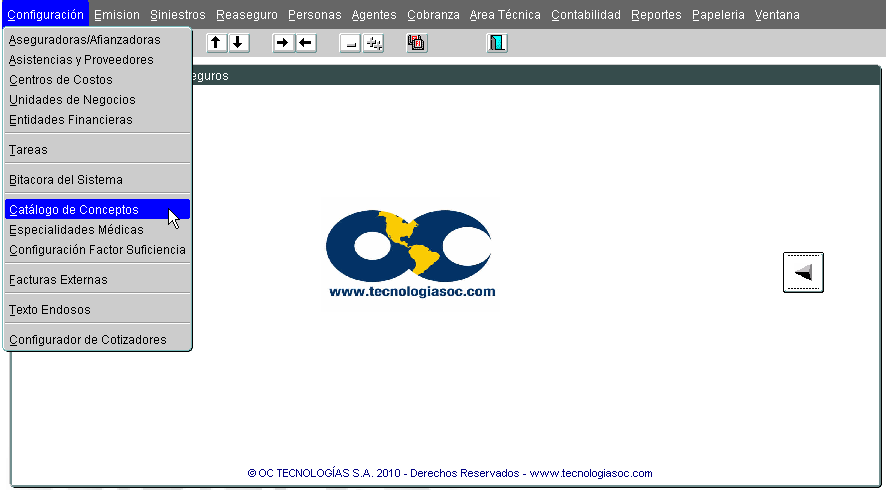 Configuración Emision Siniestros Reaseguro Personas Agentes Cobranza Area Técnica Contabilidad Reportes Papeleria Ventana
Aseguradoras/Afianzadoras
Asistencias y Proveedores
Centros de Costos
eguros
Unidades de Negocios
Entidades Financieras
Tareas
Bitacora del Sistema
Catálogo de Conceptos
Especialidades Médicas
Configuración Factor Suficiencia
Facturas Externas
Texto Endosos
Configurador de Cotizadores
OC
www.tecnologiasoc.com
© OC TECNOLOGÍAS S.A. 2010 - Derechos Reservados - www.tecnologiasoc.com